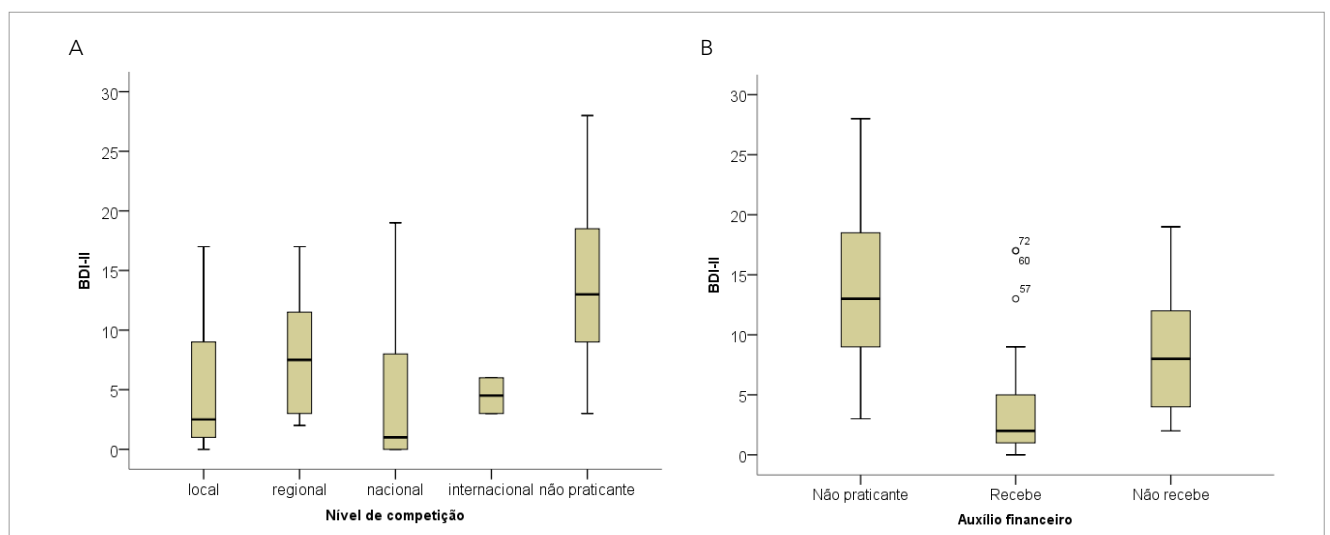 A
30
25
20
15
10
5
0
BDI-II
local regional nacional internacional não praticante
Nível de competição
B
30
25
20
15
10
5
0
BDI-II
72
60
57
Não praticante Recebe Não recebe
Auxílio financeiro